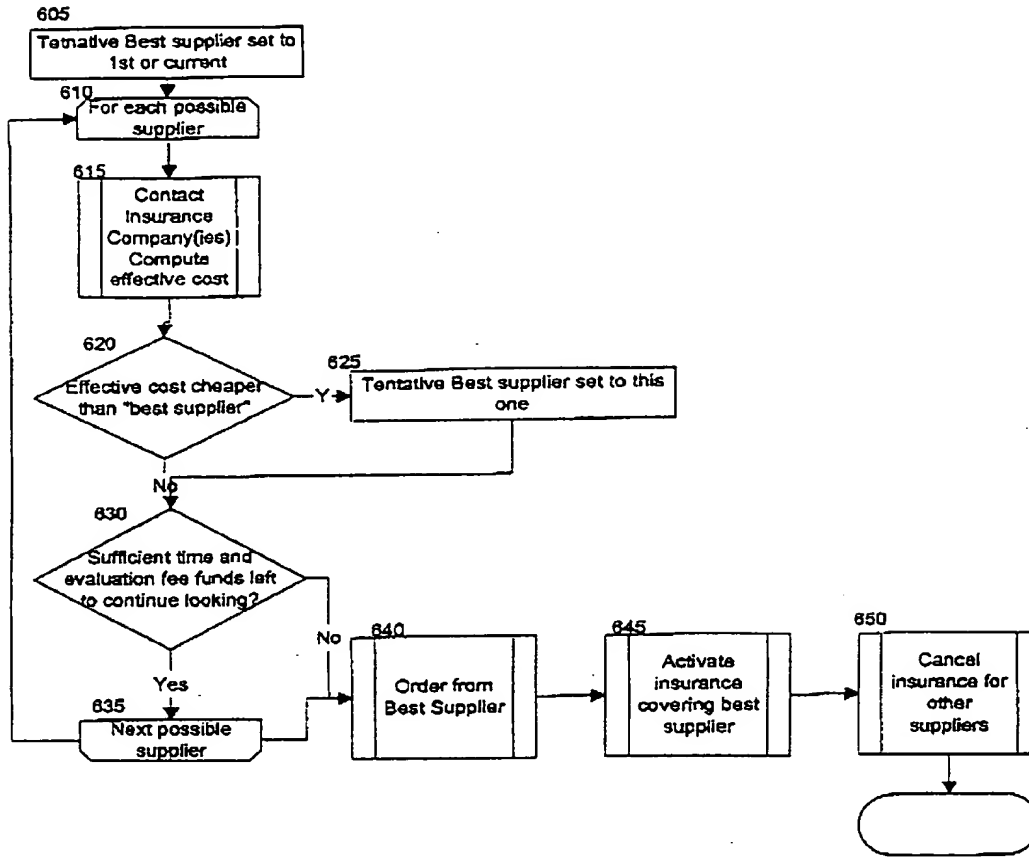 605
Tetnative Best supplier set to
1st or current
610
For each possible
supplier
615
Contact
Insurance
Company(ies)
Compute
effective cost
620
Effective cost cheaper
than "best supplier"
Y
625
Tentative Best supplier set to this
one
No
630
Sufficient time and
evaluation fee funds left
to continue looking?
No
Yes
635
Next possible
supplier
640
Order from
Best Supplier
645
Activate
insurance
covering best
supplier
650
Cancel
insurance for
other
suppliers